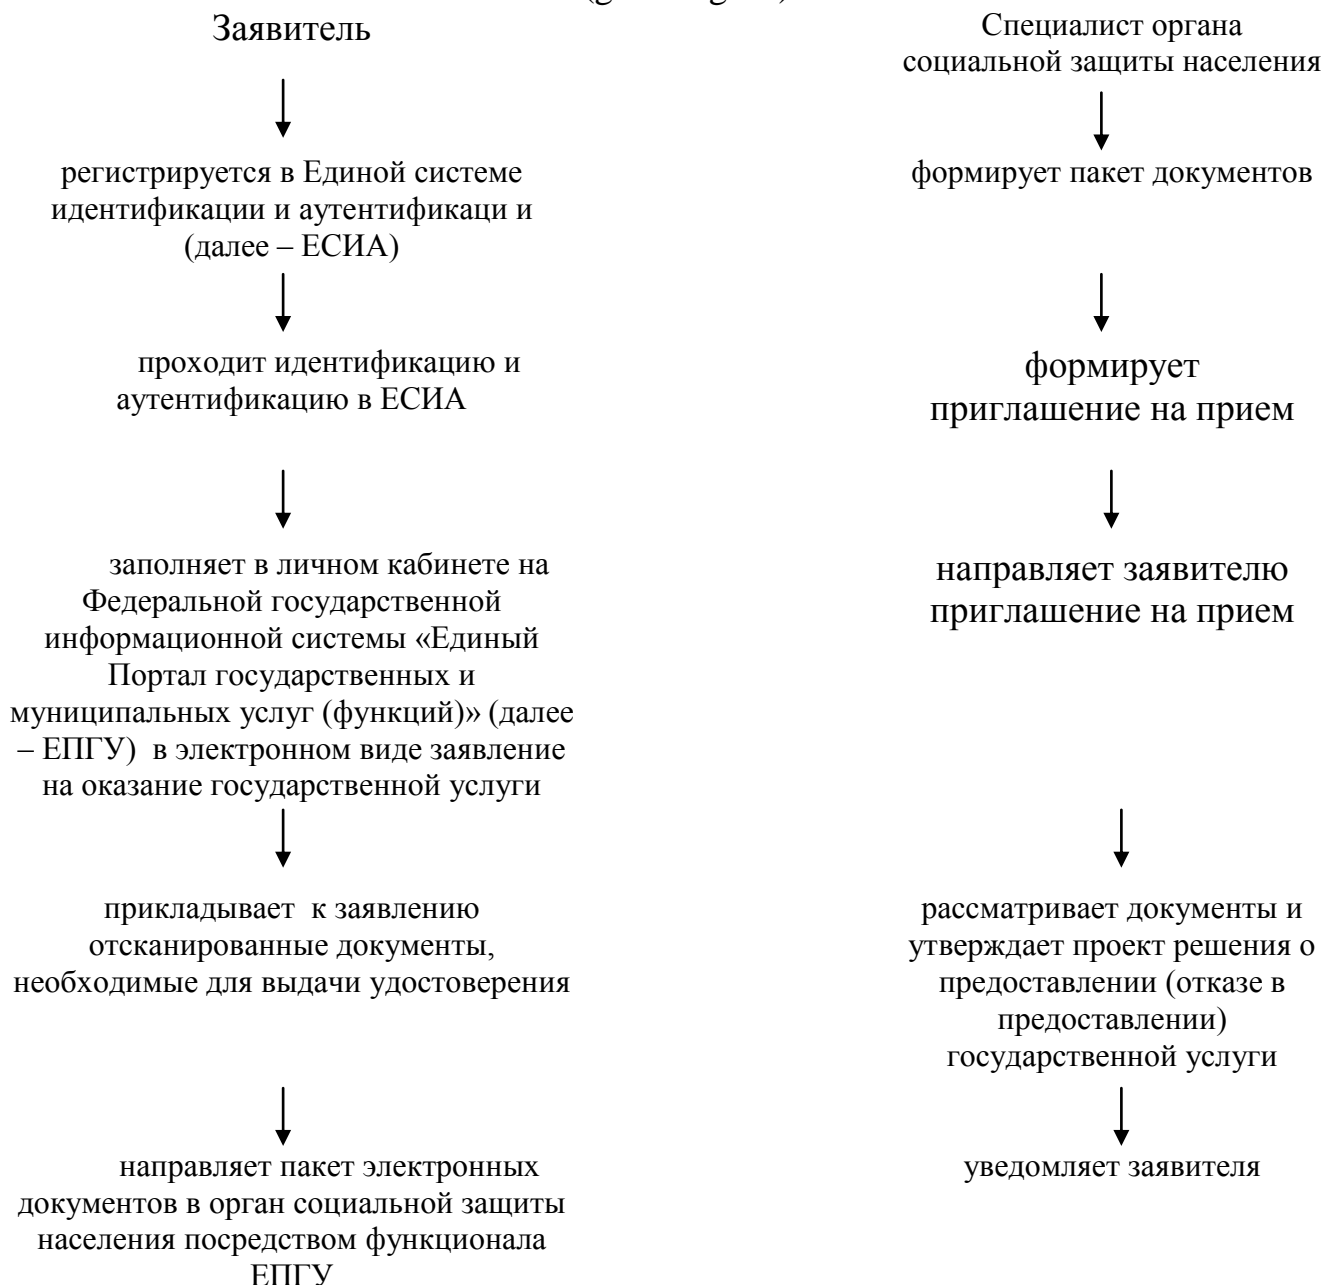 Заявитель
регистрируется в Единой системе
идентификации и аутентификаци и
(далее – ЕСИА)
проходит идентификацию и
аутентификацию в ЕСИА
заполняет в личном кабинете на
Федеральной государственной
информационной системы «Единый
Портал государственных и
муниципальных услуг (функций)» (далее
– ЕПГУ) в электронном виде заявление
на оказание государственной услуги
прикладывает к заявлению
отсканированные документы,
необходимые для выдачи удостоверения
направляет пакет электронных
документов в орган социальной защиты
населения посредством функционала
ЕПГУ
Специалист органа
социальной защиты населения
формирует пакет документов
формирует
приглашение на прием
направляет заявителю
приглашение на прием
рассматривает документы и
утверждает проект решения о
предоставлении (отказе в
предоставлении)
государственной услуги
уведомляет заявителя